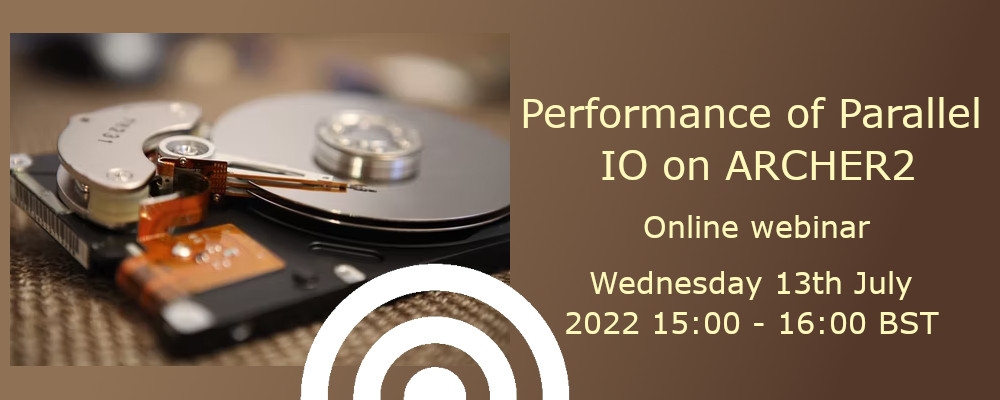 Performance of Parallel
IO on ARCHER2
Online webinar
Wednesday 13th July
2022 15:00 - 16:00 BST